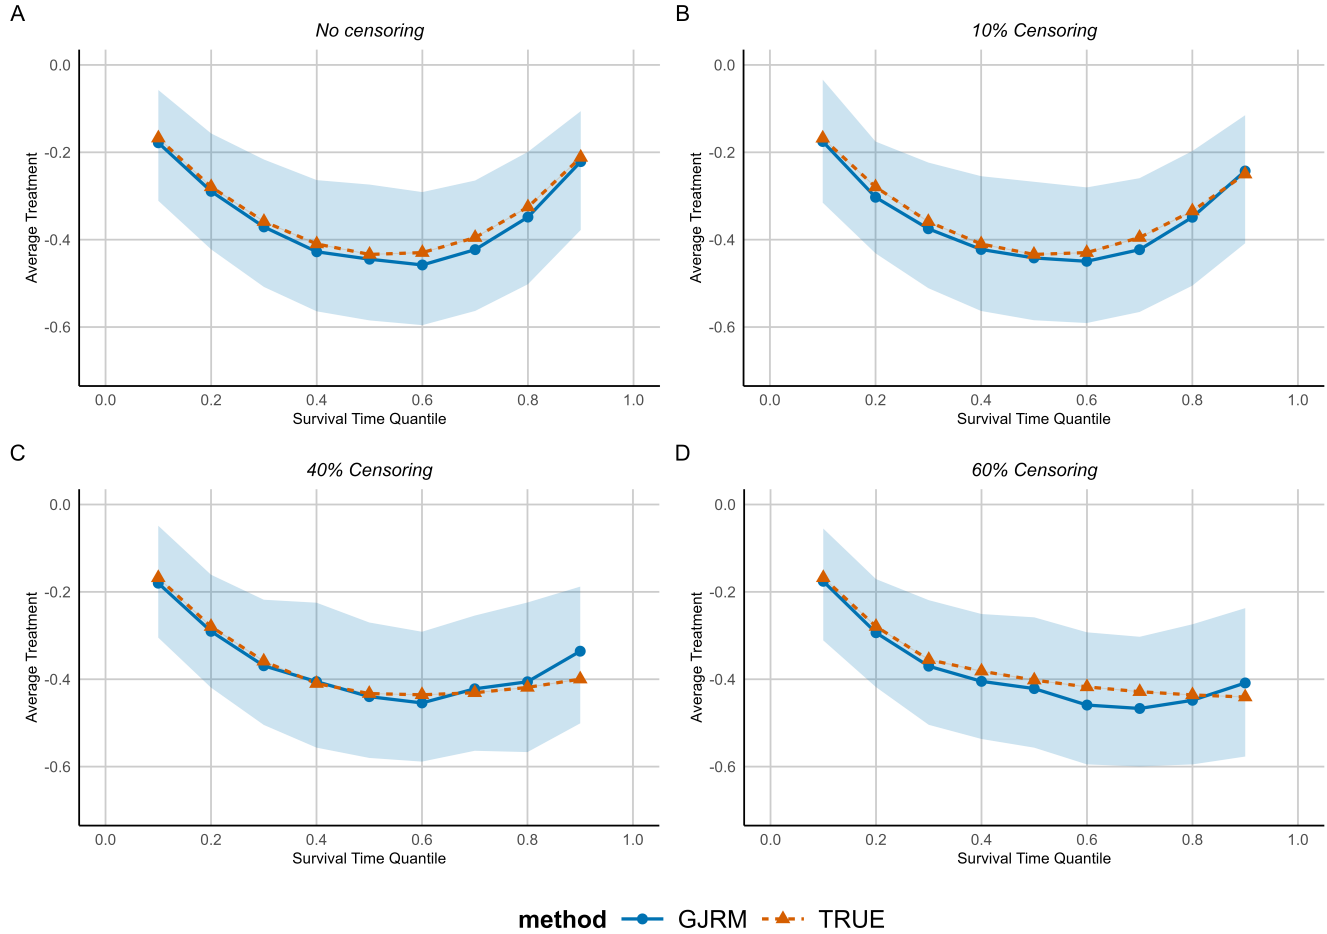 A
No censoring
0.0
-0.2
-0.4
-0.6
Average Treatment
0.0 0.2 0.4 0.6 0.8 1.0
Survival Time Quantile
B
10% Censoring
0.0
-0.2
-0.4
-0.6
Average Treatment
0.0 0.2 0.4 0.6 0.8 1.0
Survival Time Quantile
C
40% Censoring
0.0
-0.2
-0.4
-0.6
Average Treatment
0.0 0.2 0.4 0.6 0.8 1.0
Survival Time Quantile
D
60% Censoring
0.0
-0.2
-0.4
-0.6
Average Treatment
0.0 0.2 0.4 0.6 0.8 1.0
Survival Time Quantile
method GJRM TRUE